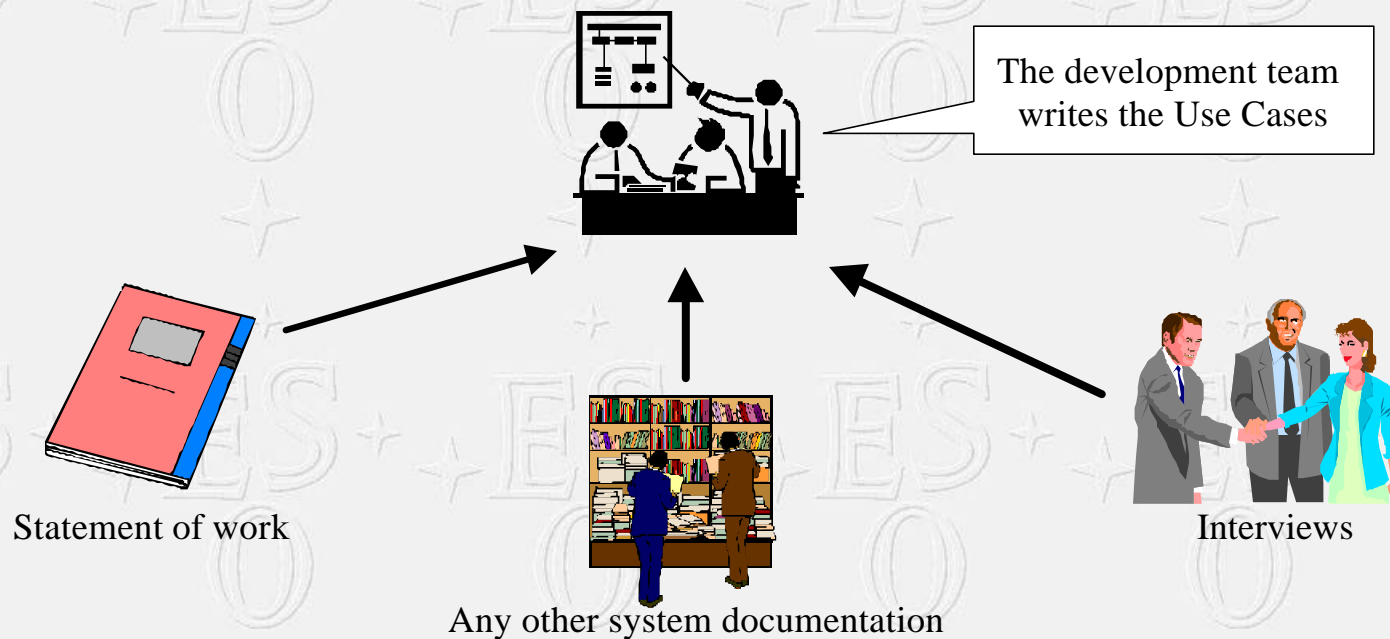 The development team
writes the Use Cases
Statement of work
Interviews
Any other system documentation